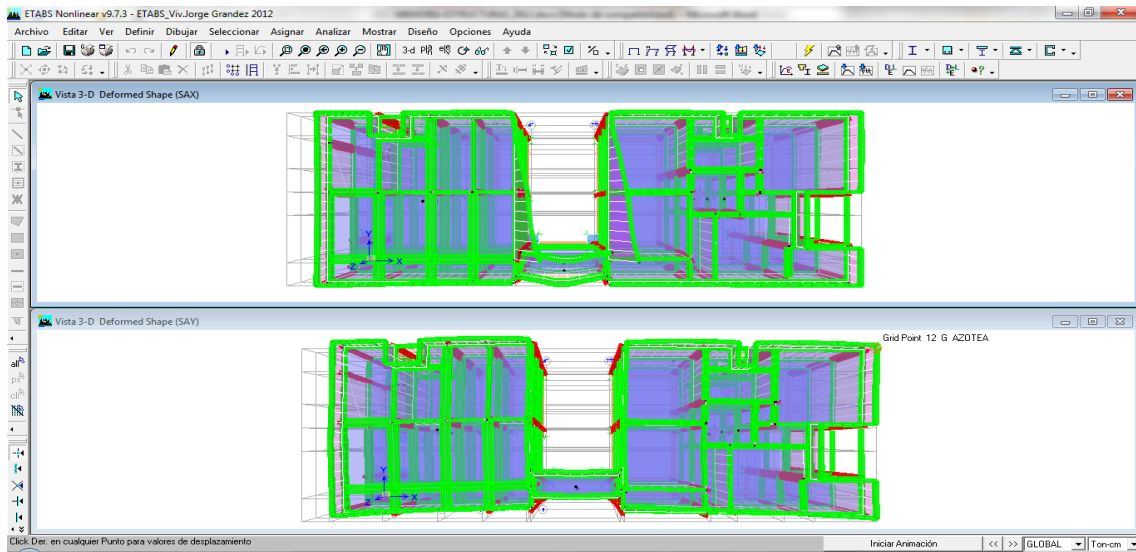 ETABS Nonlinear v9.7.3 - ETABS_Viv.Jorge Grandez 2012
Archivo Editar Ver Definir Dibujar Seleccionar Asignar Analizar Mostrar Diseño Opciones Ayuda
3-d
all
Vista 3-D Deformed Shape (SAX)
Y
Z X
Vista 3-D Deformed Shape (SAY)
Grid Point 12 G AZOTEA
Y
Z X
Click Der. en cualquier Punto para valores de desplazamiento
Iniciar Animación << >> GLOBAL Ton-cm